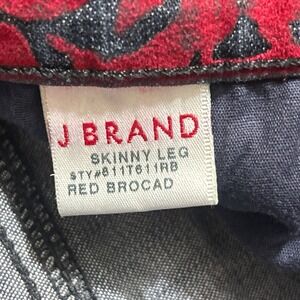 J BRAND
SKINNY LEG
STY#811T611RB
RED BROCAD